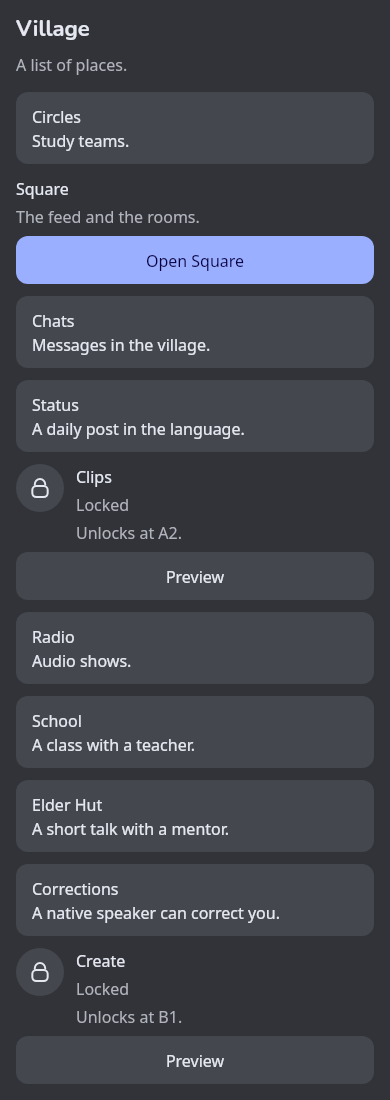 Village
A list of places.
Circles
Study teams.
Square
The feed and the rooms.
Open Square
Chats
Messages in the village.
Status
A daily post in the language.
Clips
Locked
Unlocks at A2.
Preview
Radio
Audio shows.
School
A class with a teacher.
Elder Hut
A short talk with a mentor.
Corrections
A native speaker can correct you.
Create
Locked
Unlocks at B1.
Preview